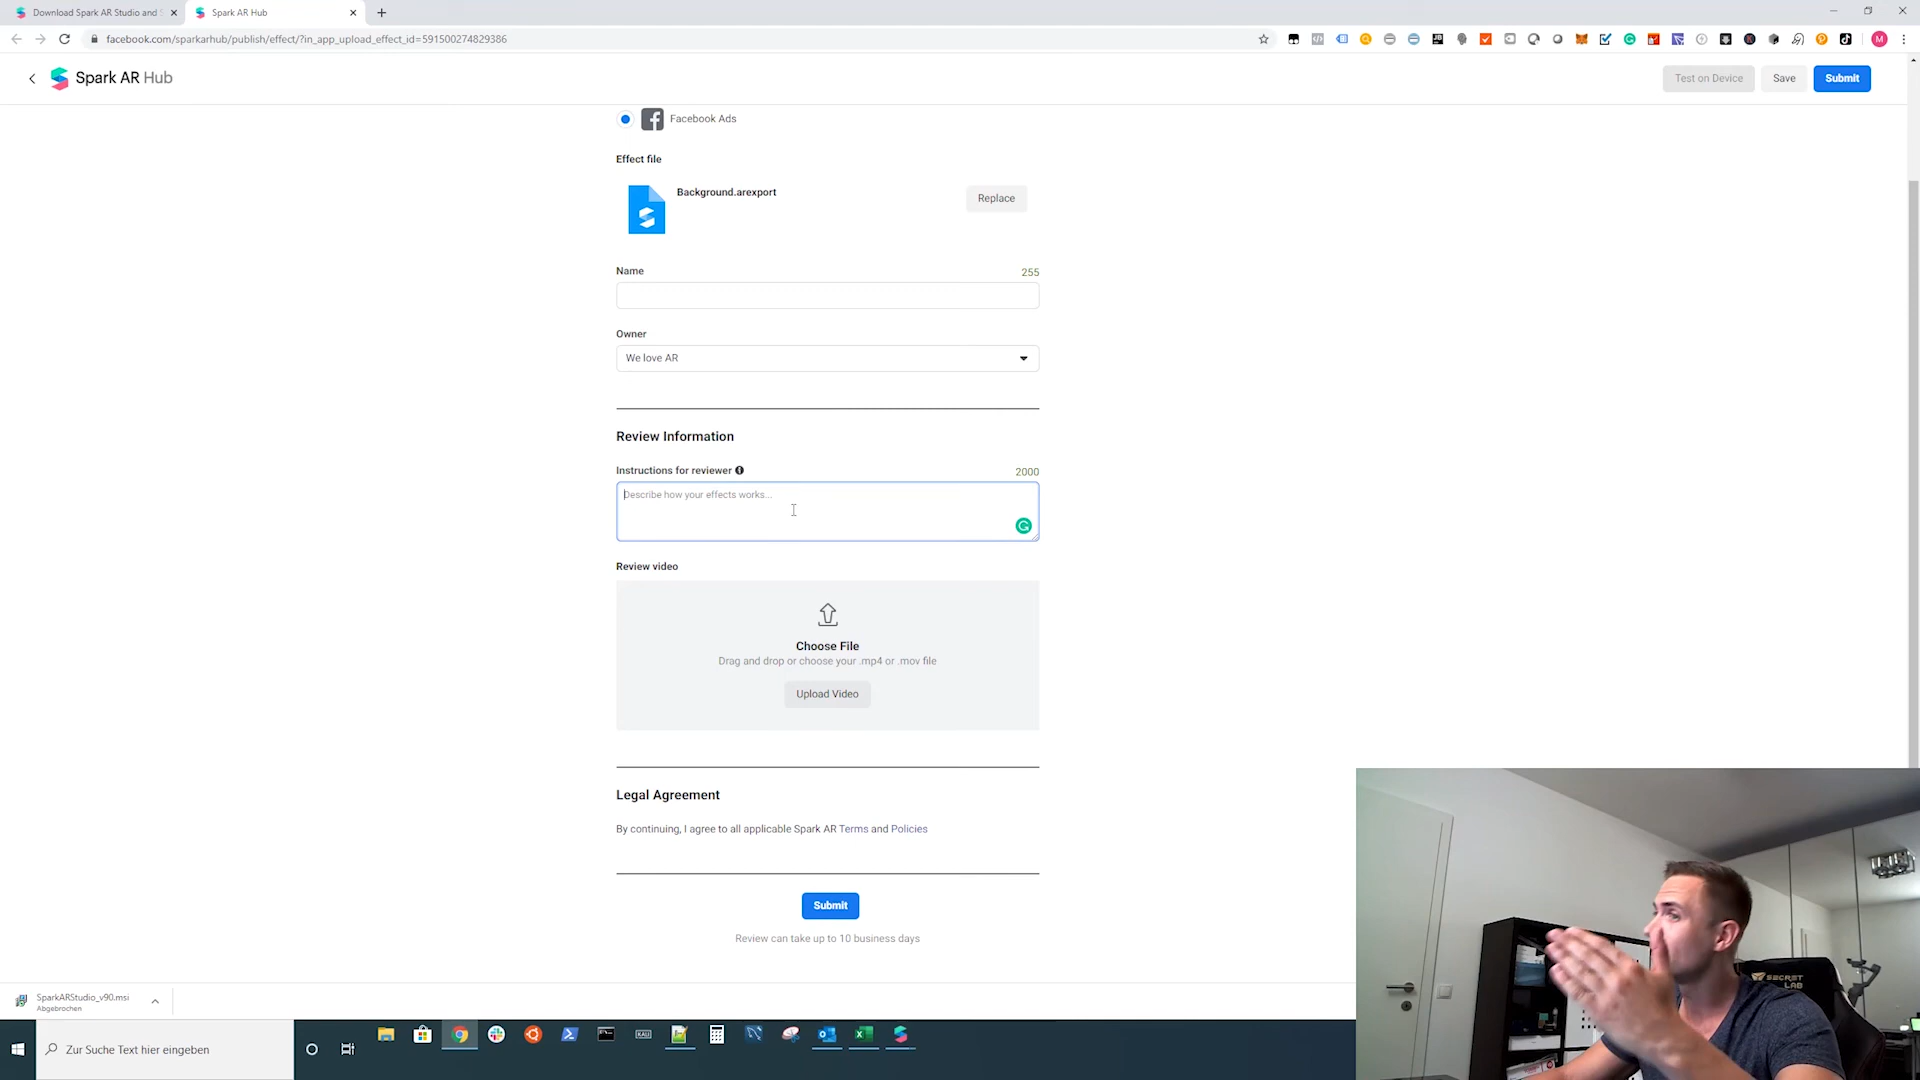 Download Spark AR Studio and S
Spark AR Hub
facebook.com/sparkarhub/publish/effect/?in_app_upload_effect_id=591500274829386
M
Spark AR Hub
Test on Device
Save
Submit
Facebook Ads
Effect file
Background.arexport
Replace
Name
255
Owner
We love AR
Review Information
Instructions for reviewer
2000
Describe how your effects works...
Review video
Choose File
Drag and drop or choose your .mp4 or .mov file
Upload Video
Legal Agreement
By continuing, I agree to all applicable Spark AR Terms and Policies
Submit
Review can take up to 10 business days
SparkARStudio_v90.msi
Abgebrochen
Zur Suche Text hier eingeben
KAU
SECRET
LAB